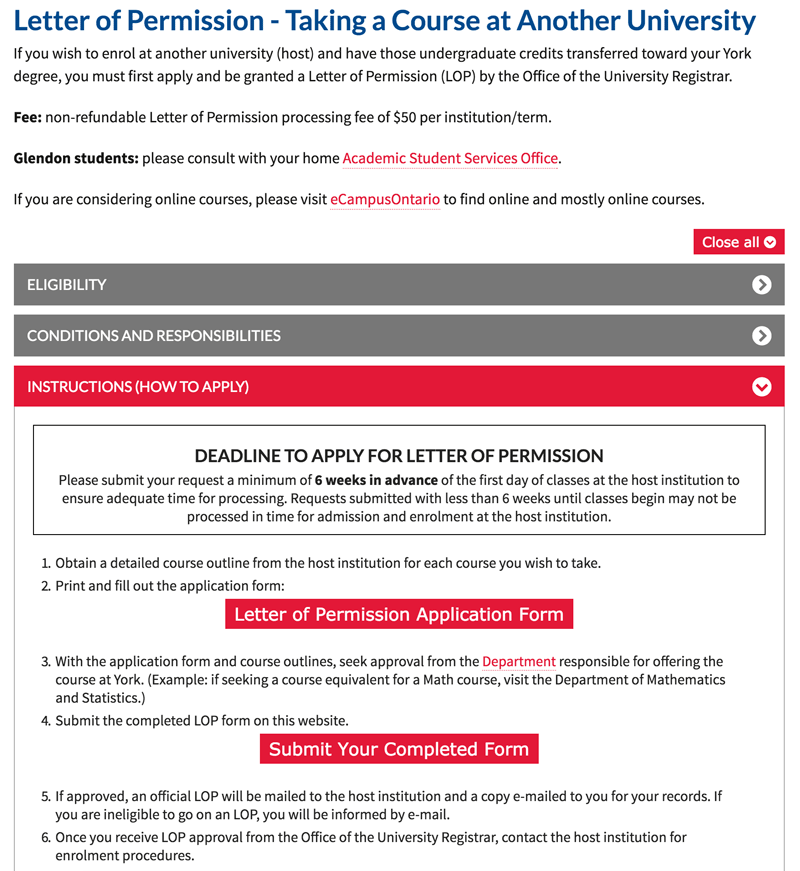 Letter of Permission - Taking a Course at Another University
If you wish to enrol at another university (host) and have those undergraduate credits transferred toward your York
degree, you must first apply and be granted a Letter of Permission (LOP) by the Office of the University Registrar.
Fee: non-refundable Letter of Permission processing fee of $50 per institution/term.
Glendon students: please consult with your home Academic Student Services Office.
If you are considering online courses, please visit eCampusOntario to find online and mostly online courses.
Close all
ELIGIBILITY
CONDITIONS AND RESPONSIBILITIES
INSTRUCTIONS (HOW TO APPLY)
DEADLINE TO APPLY FOR LETTER OF PERMISSION
Please submit your request a minimum of 6 weeks in advance of the first day of classes at the host institution to
ensure adequate time for processing. Requests submitted with less than 6 weeks until classes begin may not be
processed in time for admission and enrolment at the host institution.
1. Obtain a detailed course outline from the host institution for each course you wish to take.
2. Print and fill out the application form:
Letter of Permission Application Form
3. With the application form and course outlines, seek approval from the Department responsible for offering the
course at York. (Example: if seeking a course equivalent for a Math course, visit the Department of Mathematics
and Statistics.)
4. Submit the completed LOP form on this website.
Submit Your Completed Form
5. If approved, an official LOP will be mailed to the host institution and a copy e-mailed to you for your records. If
you are ineligible to go on an LOP, you will be informed by e-mail.
6. Once you receive LOP approval from the Office of the University Registrar, contact the host institution for
enrolment procedures.